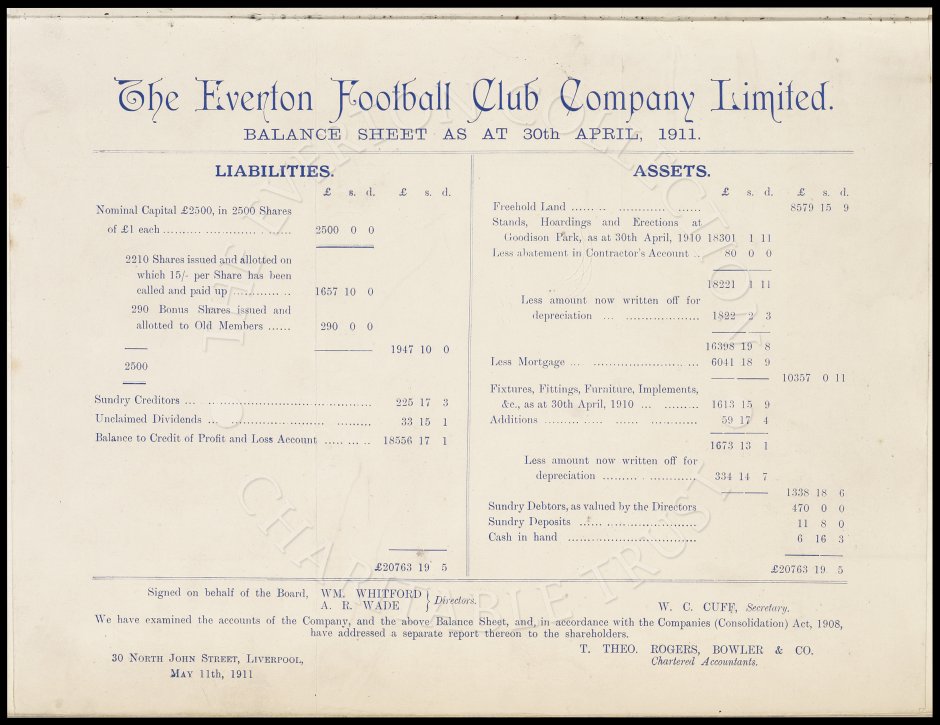 The Everton Football Club Company Limited.
BALANCE SHEET AS AT 30th APRIL, 1911.
LIABILITIES.
£ s. d. £ s. d.
Nominal Capital £2500, in 2500 Shares
of £1 each ........................ 2500 0 0
2210 Shares issued and allotted on
which 15/- per Share has been
called and paid up ............ 1657 10 0
290 Bonus Shares issued and
allotted to Old Members ...... 290 0 0
1947 10 0
2500
Sundry Creditors ... ........................ 225 17 3
Unclaimed Dividends ... ........................ 33 15 1
Balance to Credit of Profit and Loss Account ..... ... .. 18556 17 1
£20763 19 5
ASSETS.
£ s. d. £ s. d.
Freehold Land ...... .. ............ ...... 8579 15 9
Stands, Hoardings and Erections at
Goodison Park, as at 30th April, 1910 18301 1 11
Less abatement in Contractor's Account .. 80 0 0
18221 1 11
Less amount now written off for
depreciation ... .................. 1822 2 3
16398 19 8
Less Mortgage ... .................. 6041 18 9
10357 0 11
Fixtures, Fittings, Furniture, Implements,
&c., as at 30th April, 1910 ... ......... 1613 15 9
Additions ......... ..... ...... ............ 59 17 4
1673 13 1
Less amount now written off for
depreciation ......... ............ 334 14 7
1338 18 6
Sundry Debtors, as valued by the Directors 470 0 0
Sundry Deposits ........................ 11 8 0
Cash in hand ................................. 6 16 3
£20763 19 5
Signed on behalf of the Board, WM. WHITFORD
A. R. WADE } Directors.
W. C. CUFF, Secretary.
We have examined the accounts of the Company, and the above Balance Sheet, and, in accordance with the Companies (Consolidation) Act, 1908,
have addressed a separate report thereon to the shareholders.
T. THEO. ROGERS, BOWLER & CO.
Chartered Accountants.
30 NORTH JOHN STREET, LIVERPOOL,
MAY 11th, 1911
EVERTON COLLECTION
CHARITABLE TRUST